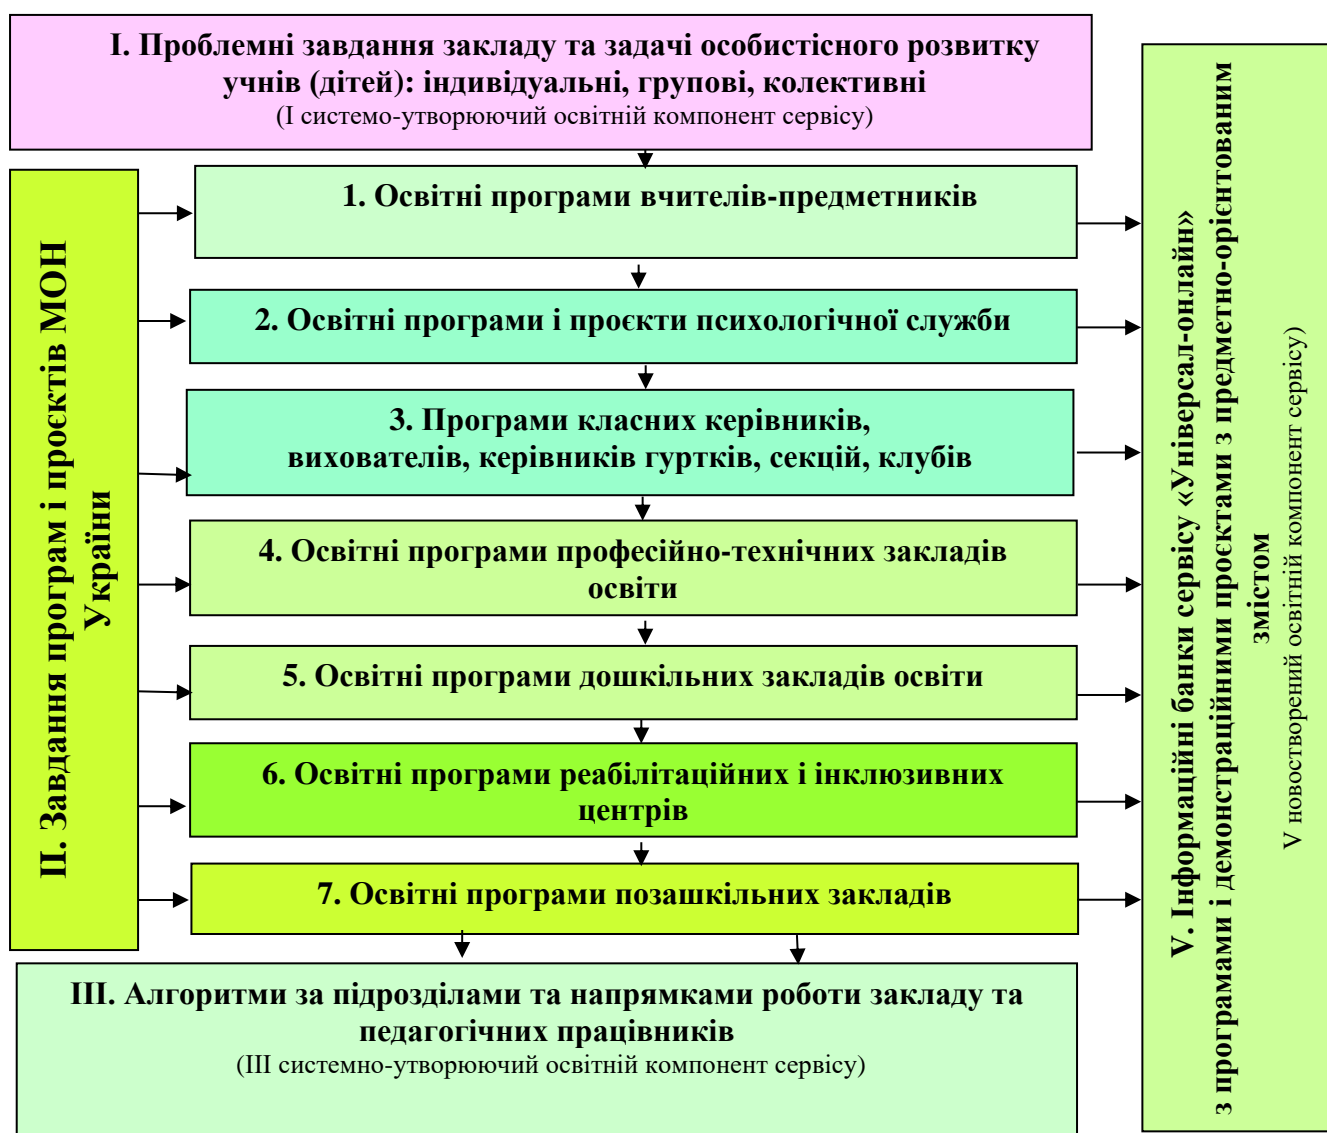 І. Проблемні завдання закладу та задачі особистісного розвитку
учнів (дітей): індивідуальні, групові, колективні
(І системо-утворюючий освітній компонент сервісу)
ІІ. Завдання програм і проєктів МОН
України
1. Освітні програми вчителів-предметників
2. Освітні програми і проєкти психологічної служби
3. Програми класних керівників,
вихователів, керівників гуртків, секцій, клубів
4. Освітні програми професійно-технічних закладів
освіти
5. Освітні програми дошкільних закладів освіти
6. Освітні програми реабілітаційних і інклюзивних
центрів
7. Освітні програми позашкільних закладів
ІІІ. Алгоритми за підрозділами та напрямками роботи закладу та
педагогічних працівників
(ІІІ системно-утворюючий освітній компонент сервісу)
V. Інформаційні банки сервісу «Універсал-онлайн»
з програмами і демонстраційними проєктами з предметно-орієнтованим
змістом
V новостворений освітній компонент сервісу)